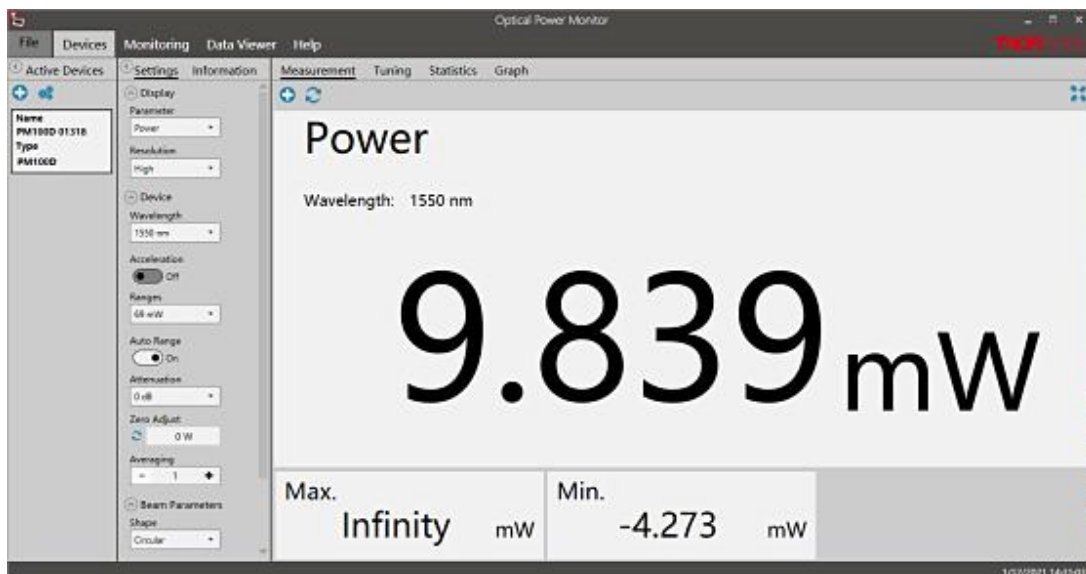 Optical Power Monitor
File Devices Monitoring Data Viewer Help
THORLABS
Active Devices
Settings Information
Measurement Tuning Statistics Graph
Name
PM100D 01318
Type
PM100D
Display
Parameter
Power
Resolution
High
Device
Wavelength
1550 nm
Acceleration
Off
Ranges
69 mW
Auto Range
On
Attenuation
0 dB
Zero Adjust
0 W
Averaging
- 1 +
Beam Parameters
Shape
Circular
Power
Wavelength: 1550 nm
9.839 mW
Max.
Infinity mW
Min.
-4.273 mW